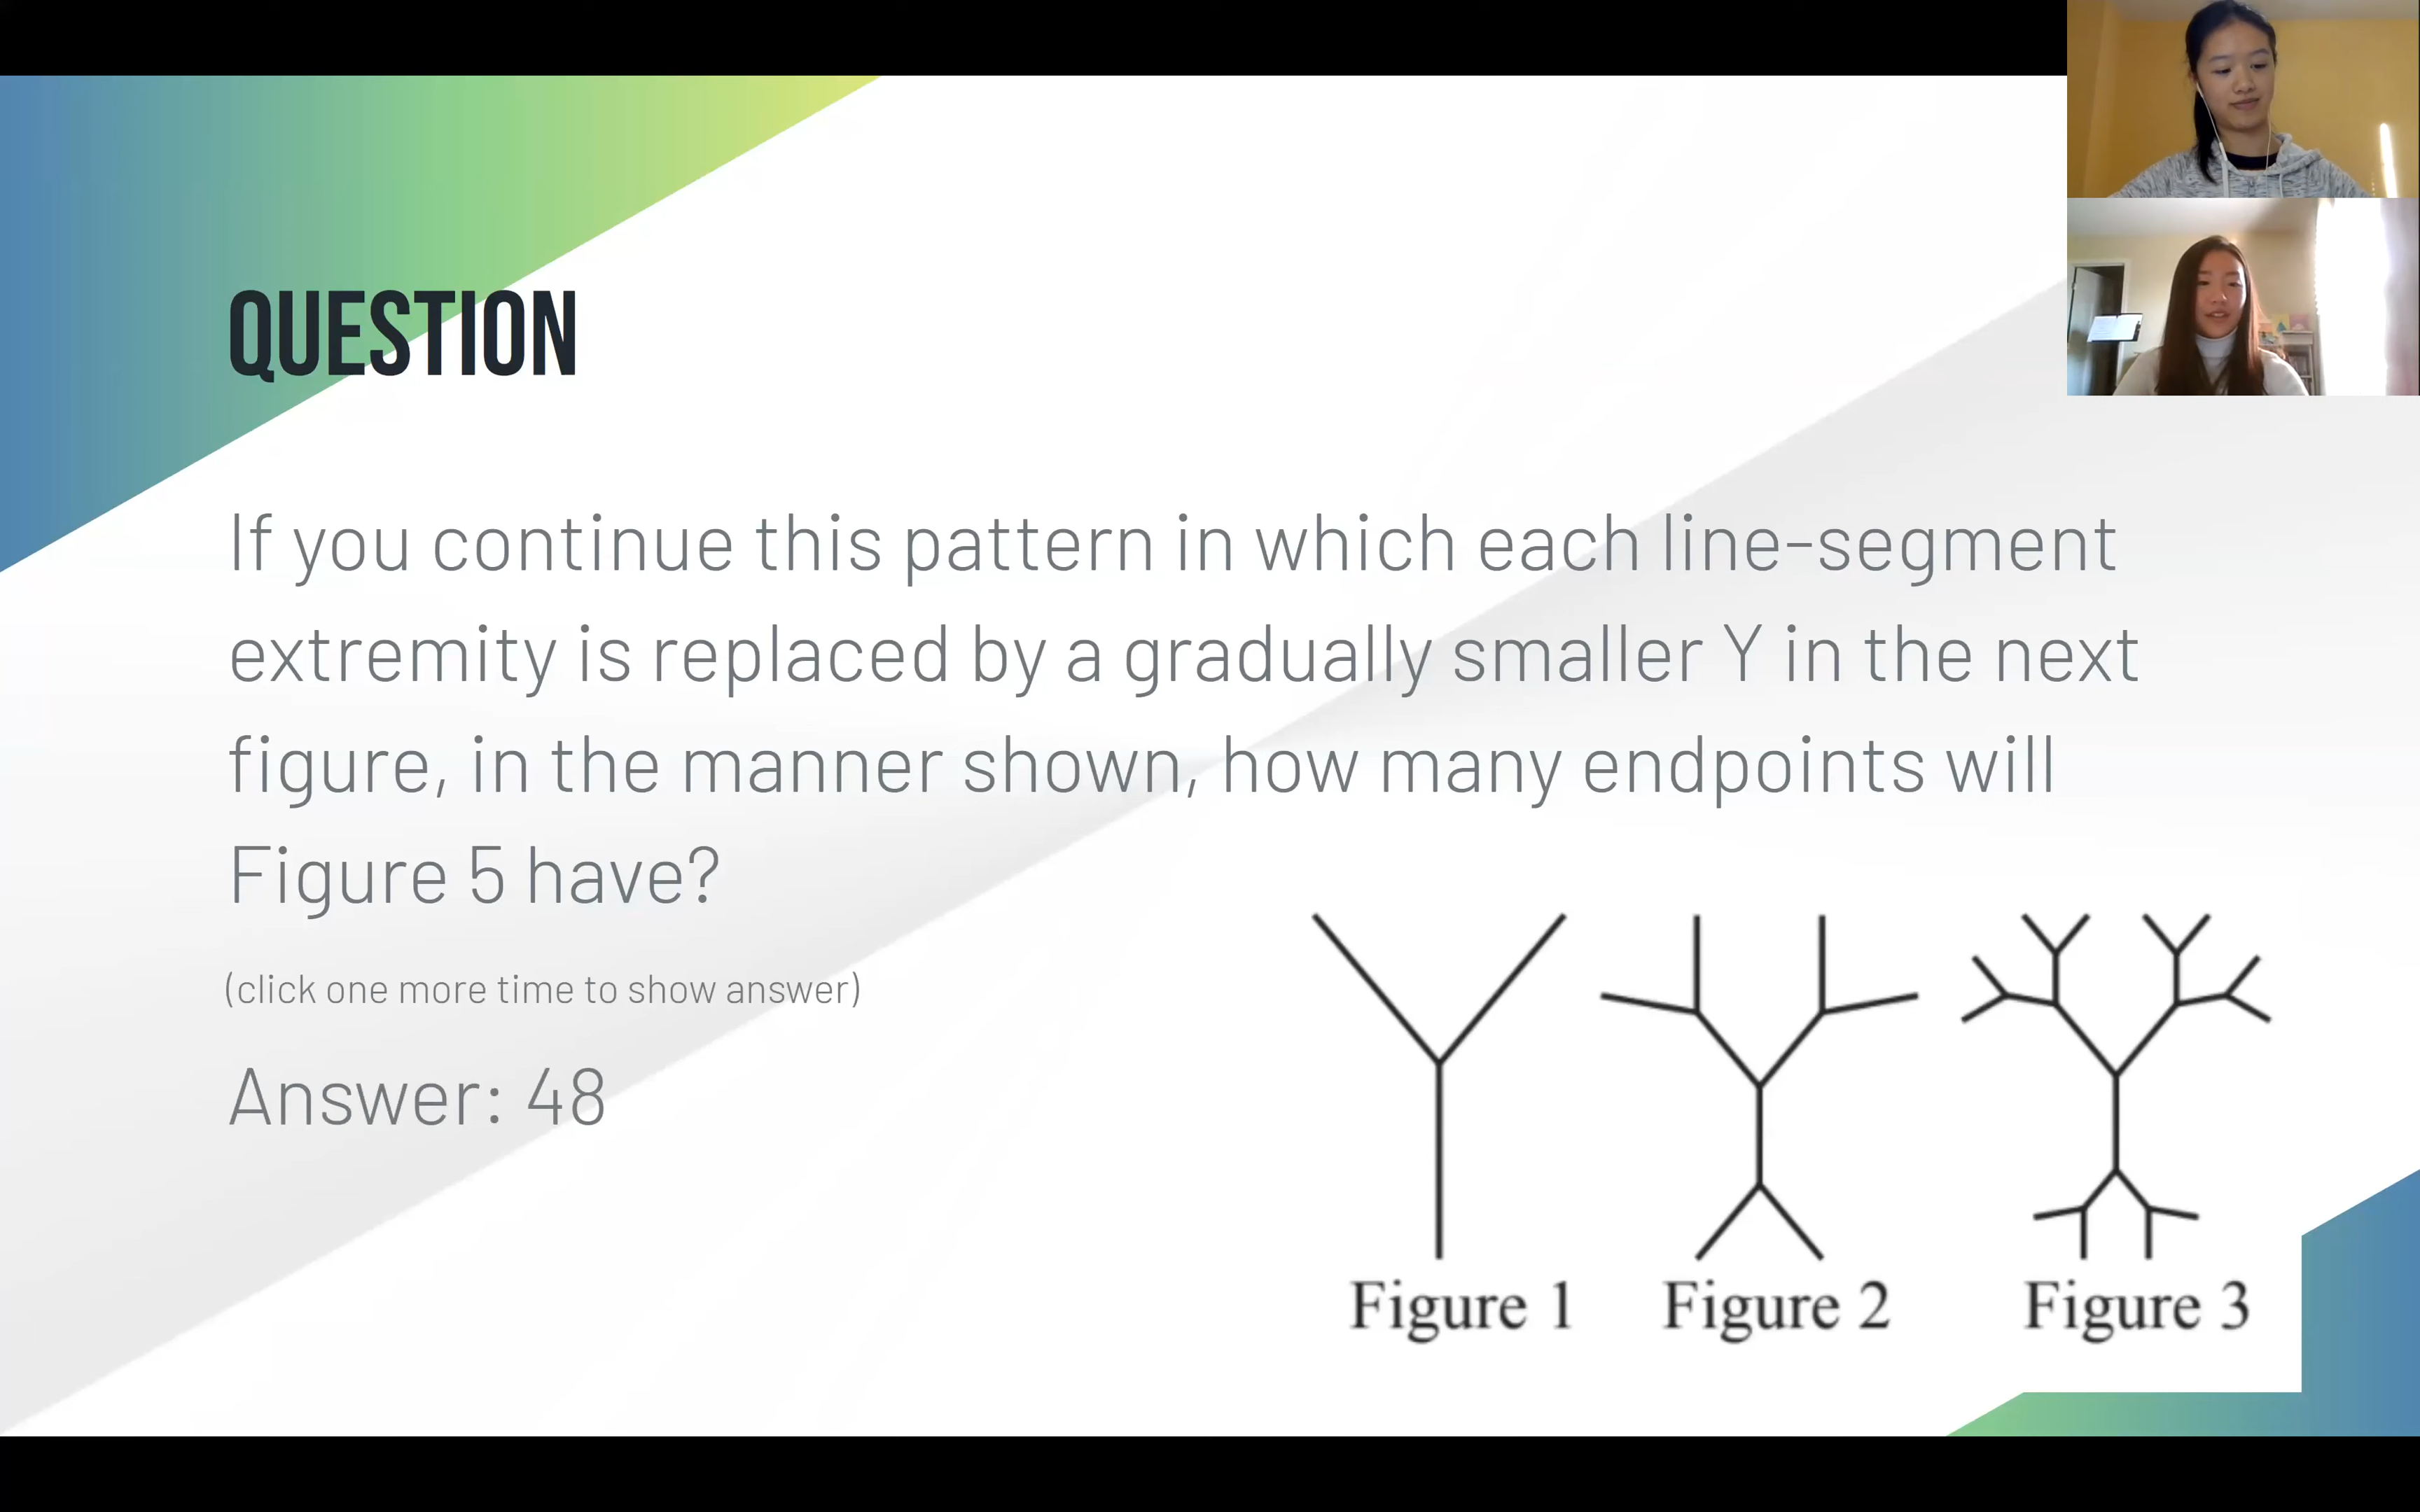 QUESTION
If you continue this pattern in which each line-segment
extremity is replaced by a gradually smaller Y in the next
figure, in the manner shown, how many endpoints will
Figure 5 have?
(click one more time to show answer)
Answer: 48
Figure 1
Figure 2
Figure 3